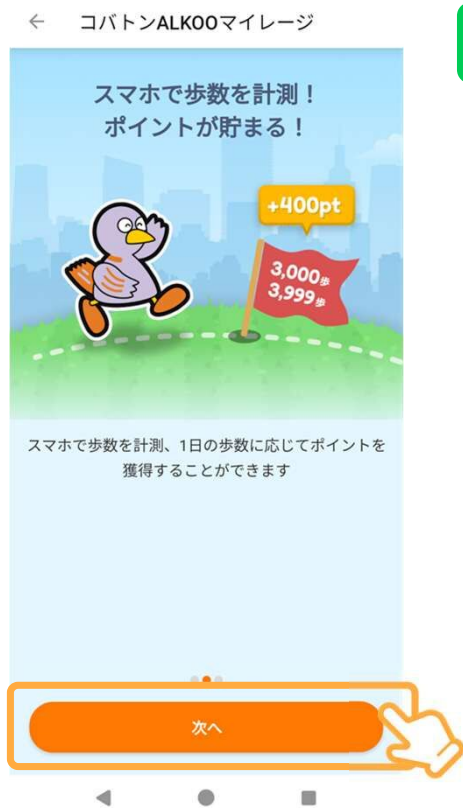 コバトンALKOOマイレージ
スマホで歩数を計測！
ポイントが貯まる！
+400pt
3,000歩
3,999歩
スマホで歩数を計測、1日の歩数に応じてポイントを
獲得することができます
次へ